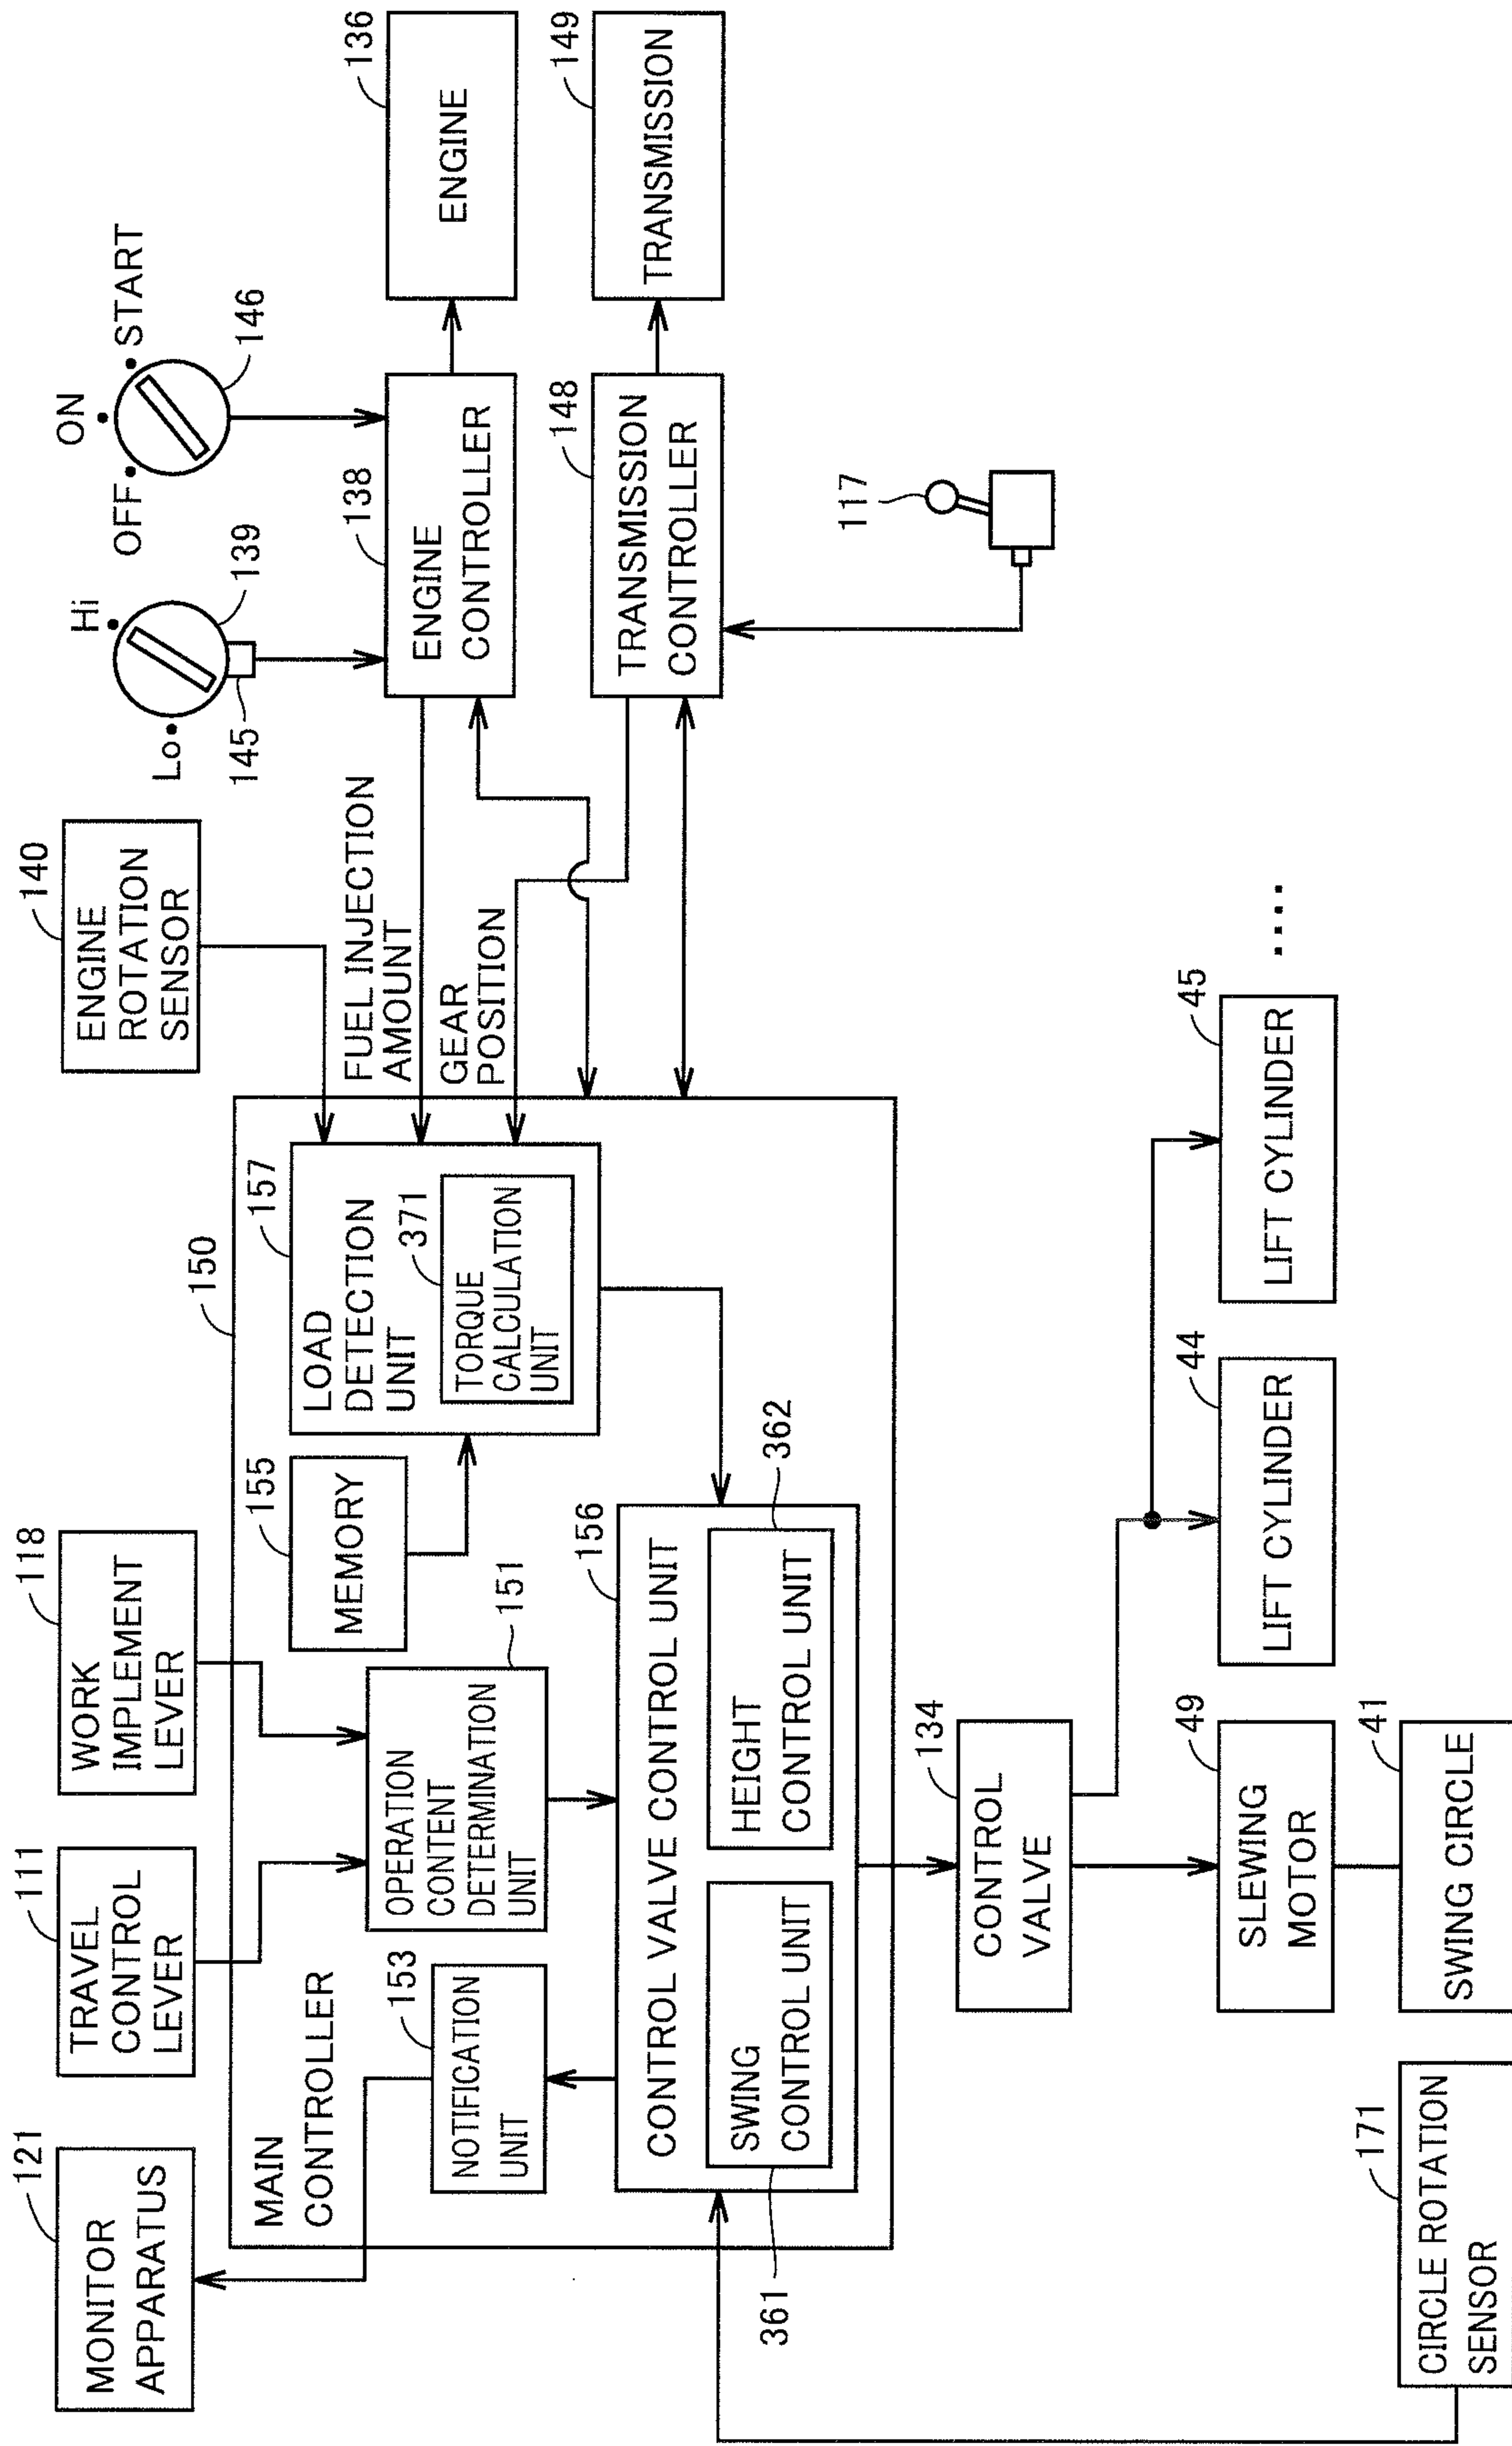 121
MONITOR
APPARATUS
111
TRAVEL
CONTROL
LEVER
118
WORK
IMPLEMENT
LEVER
140
ENGINE
ROTATION
SENSOR
Lo
Hi
139
145
OFF
ON
START
146
150
MAIN
CONTROLLER
153
NOTIFICATION
UNIT
151
OPERATION
CONTENT
DETERMINATION
UNIT
155
MEMORY
157
LOAD
DETECTION
UNIT
371
TORQUE
CALCULATION
UNIT
FUEL INJECTION
AMOUNT
GEAR
POSITION
138
ENGINE
CONTROLLER
136
ENGINE
148
TRANSMISSION
CONTROLLER
149
TRANSMISSION
117
156
CONTROL VALVE CONTROL UNIT
361
SWING
CONTROL UNIT
362
HEIGHT
CONTROL UNIT
134
CONTROL
VALVE
49
SLEWING
MOTOR
44
LIFT CYLINDER
45
LIFT CYLINDER
....
171
CIRCLE ROTATION
SENSOR
41
SWING CIRCLE